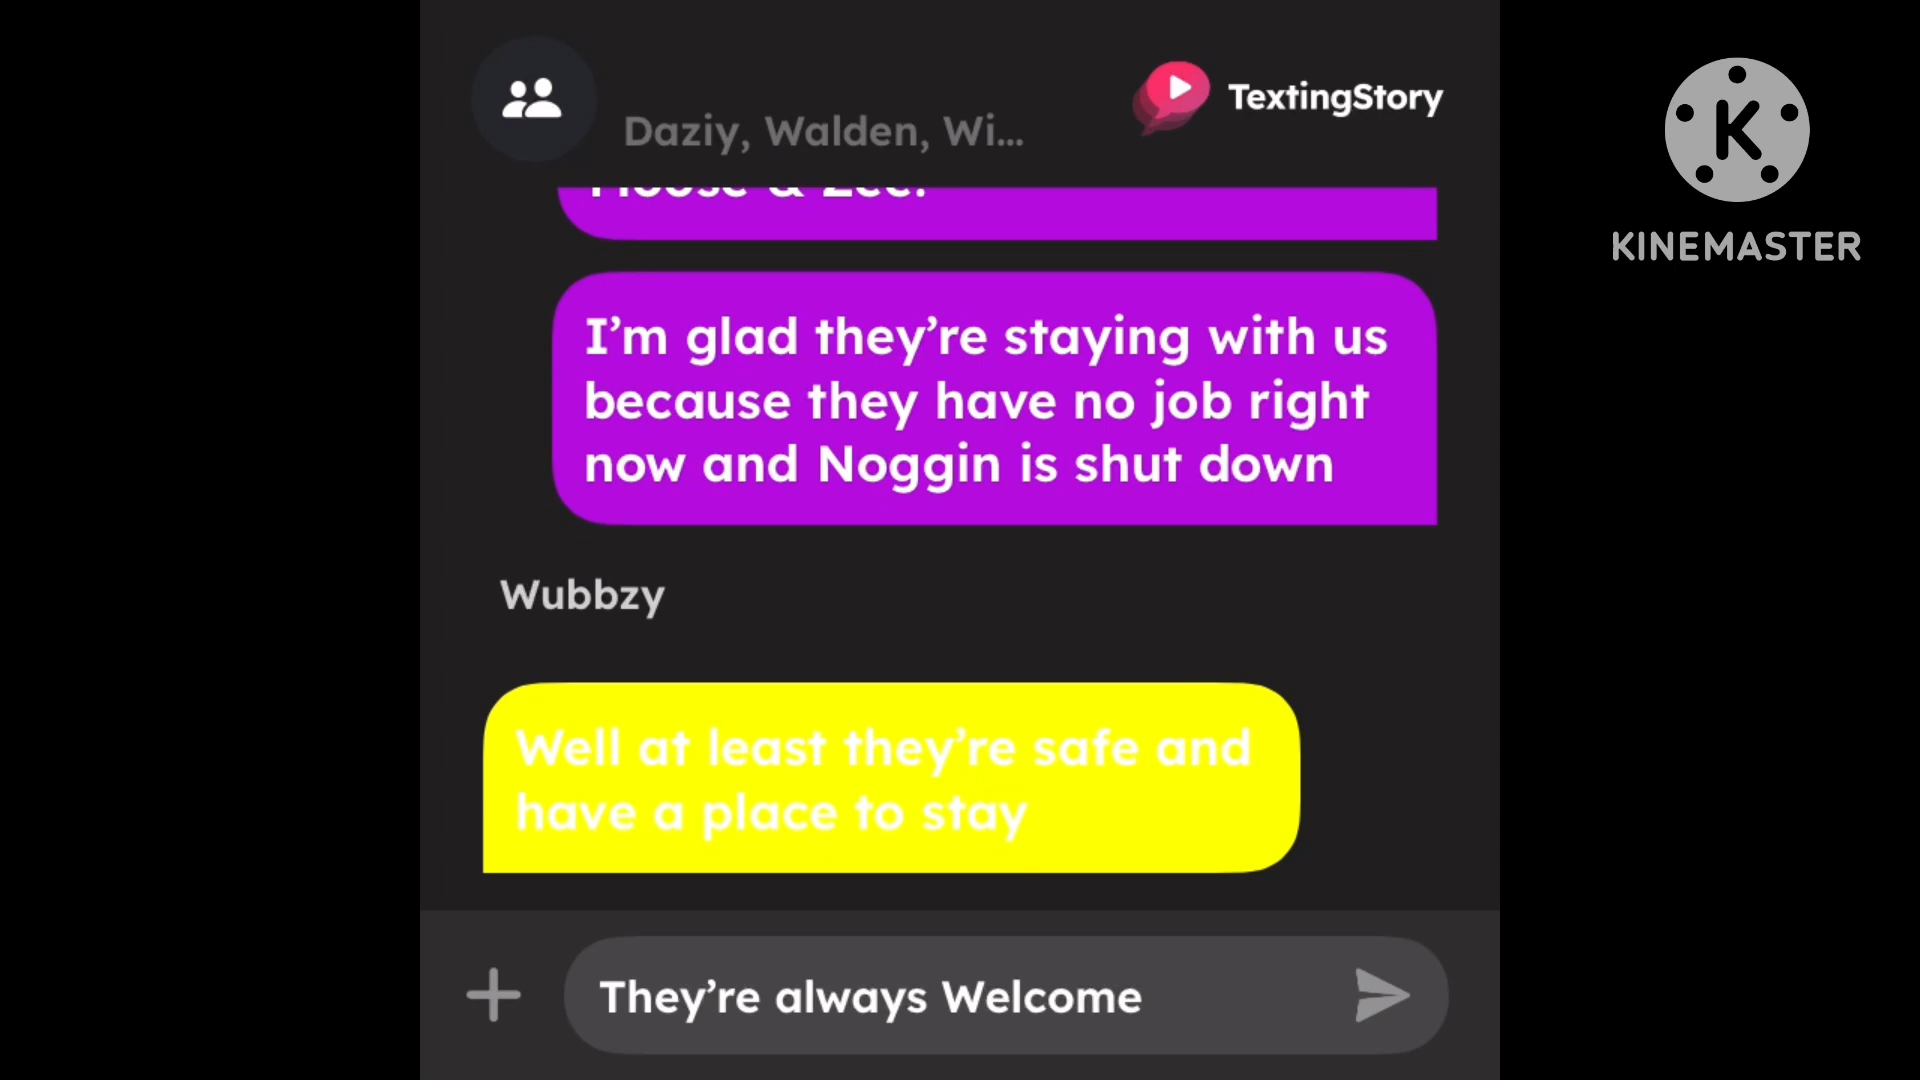 TextingStory
Daziy, Walden, Wi...
Moose & Zee!
I'm glad they're staying with us
because they have no job right
now and Noggin is shut down
Wubbzy
Well at least they're safe and
have a place to stay
They're always Welcome
K
KINEMASTER